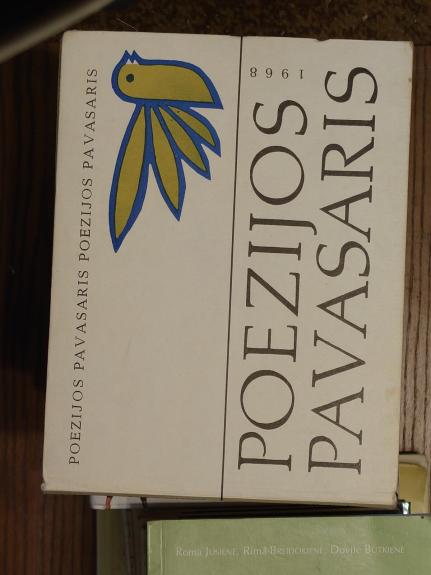 POEZIJOS PAVASARIS POEZIJOS PAVASARIS
1968
POEZIJOS
PAVASARIS
Roma JUSIENĖ, Rima BREIDOKIENĖ, Dovilė BUTKIENĖ